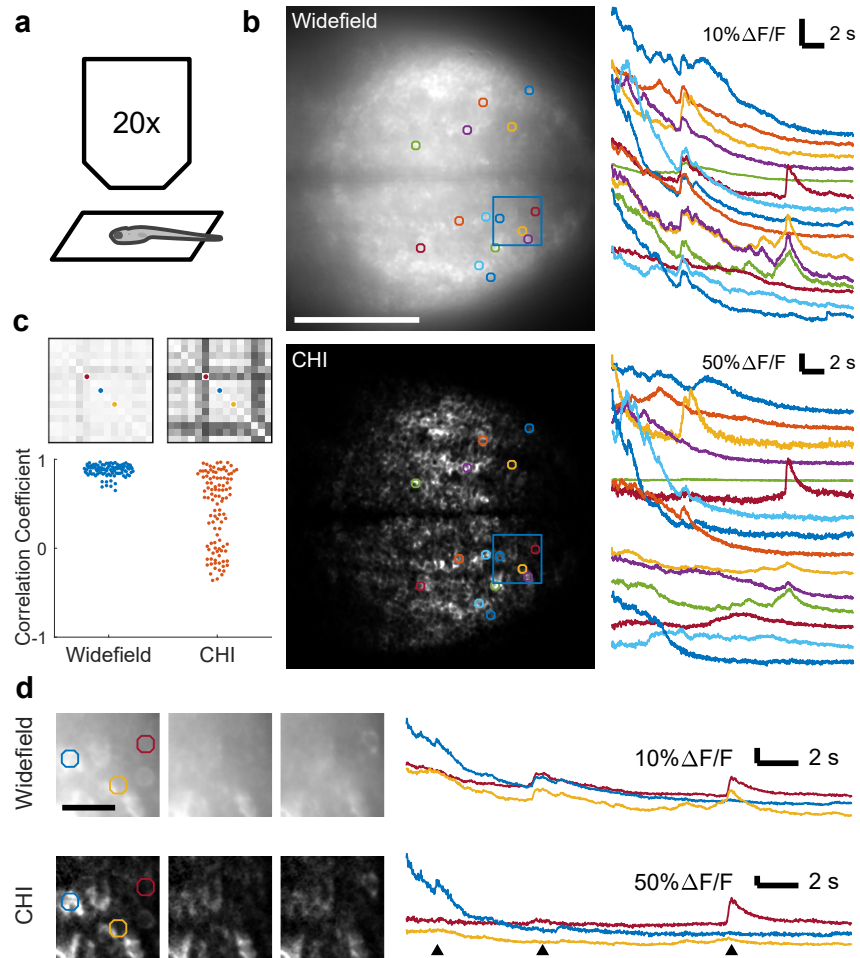 a
20x
b
Widefield
10%ΔF/F
2 s
CHI
50%ΔF/F
2 s
c
Correlation Coefficient
1
0
-1
Widefield
CHI
d
Widefield
10%ΔF/F
2 s
CHI
50%ΔF/F
2 s